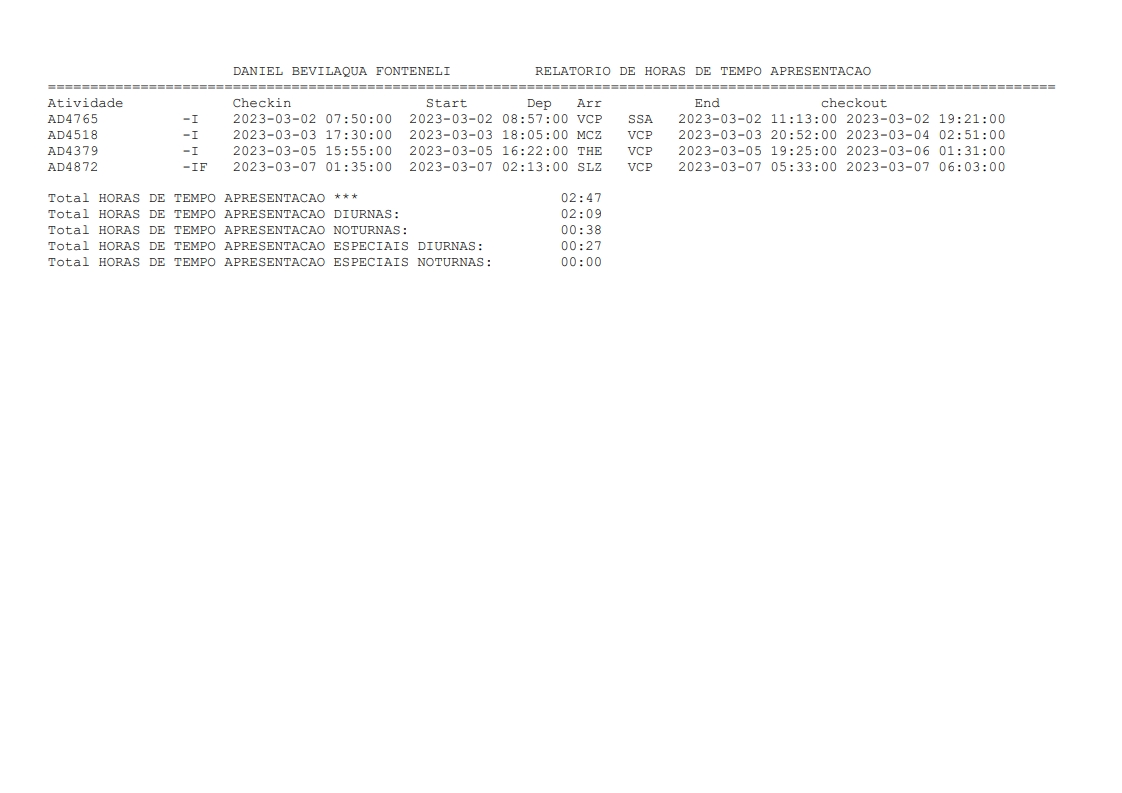 DANIEL BEVILAQUA FONTENELI          RELATORIO DE HORAS DE TEMPO APRESENTACAO
========================================================================================================================
Atividade             Checkin                Start       Dep   Arr           End            checkout
AD4765          -I    2023-03-02 07:50:00  2023-03-02 08:57:00 VCP   SSA   2023-03-02 11:13:00 2023-03-02 19:21:00
AD4518          -I    2023-03-03 17:30:00  2023-03-03 18:05:00 MCZ   VCP   2023-03-03 20:52:00 2023-03-04 02:51:00
AD4379          -I    2023-03-05 15:55:00  2023-03-05 16:22:00 THE   VCP   2023-03-05 19:25:00 2023-03-06 01:31:00
AD4872          -IF   2023-03-07 01:35:00  2023-03-07 02:13:00 SLZ   VCP   2023-03-07 05:33:00 2023-03-07 06:03:00
Total HORAS DE TEMPO APRESENTACAO ***                        02:47
Total HORAS DE TEMPO APRESENTACAO DIURNAS:                   02:09
Total HORAS DE TEMPO APRESENTACAO NOTURNAS:                  00:38
Total HORAS DE TEMPO APRESENTACAO ESPECIAIS DIURNAS:         00:27
Total HORAS DE TEMPO APRESENTACAO ESPECIAIS NOTURNAS:        00:00